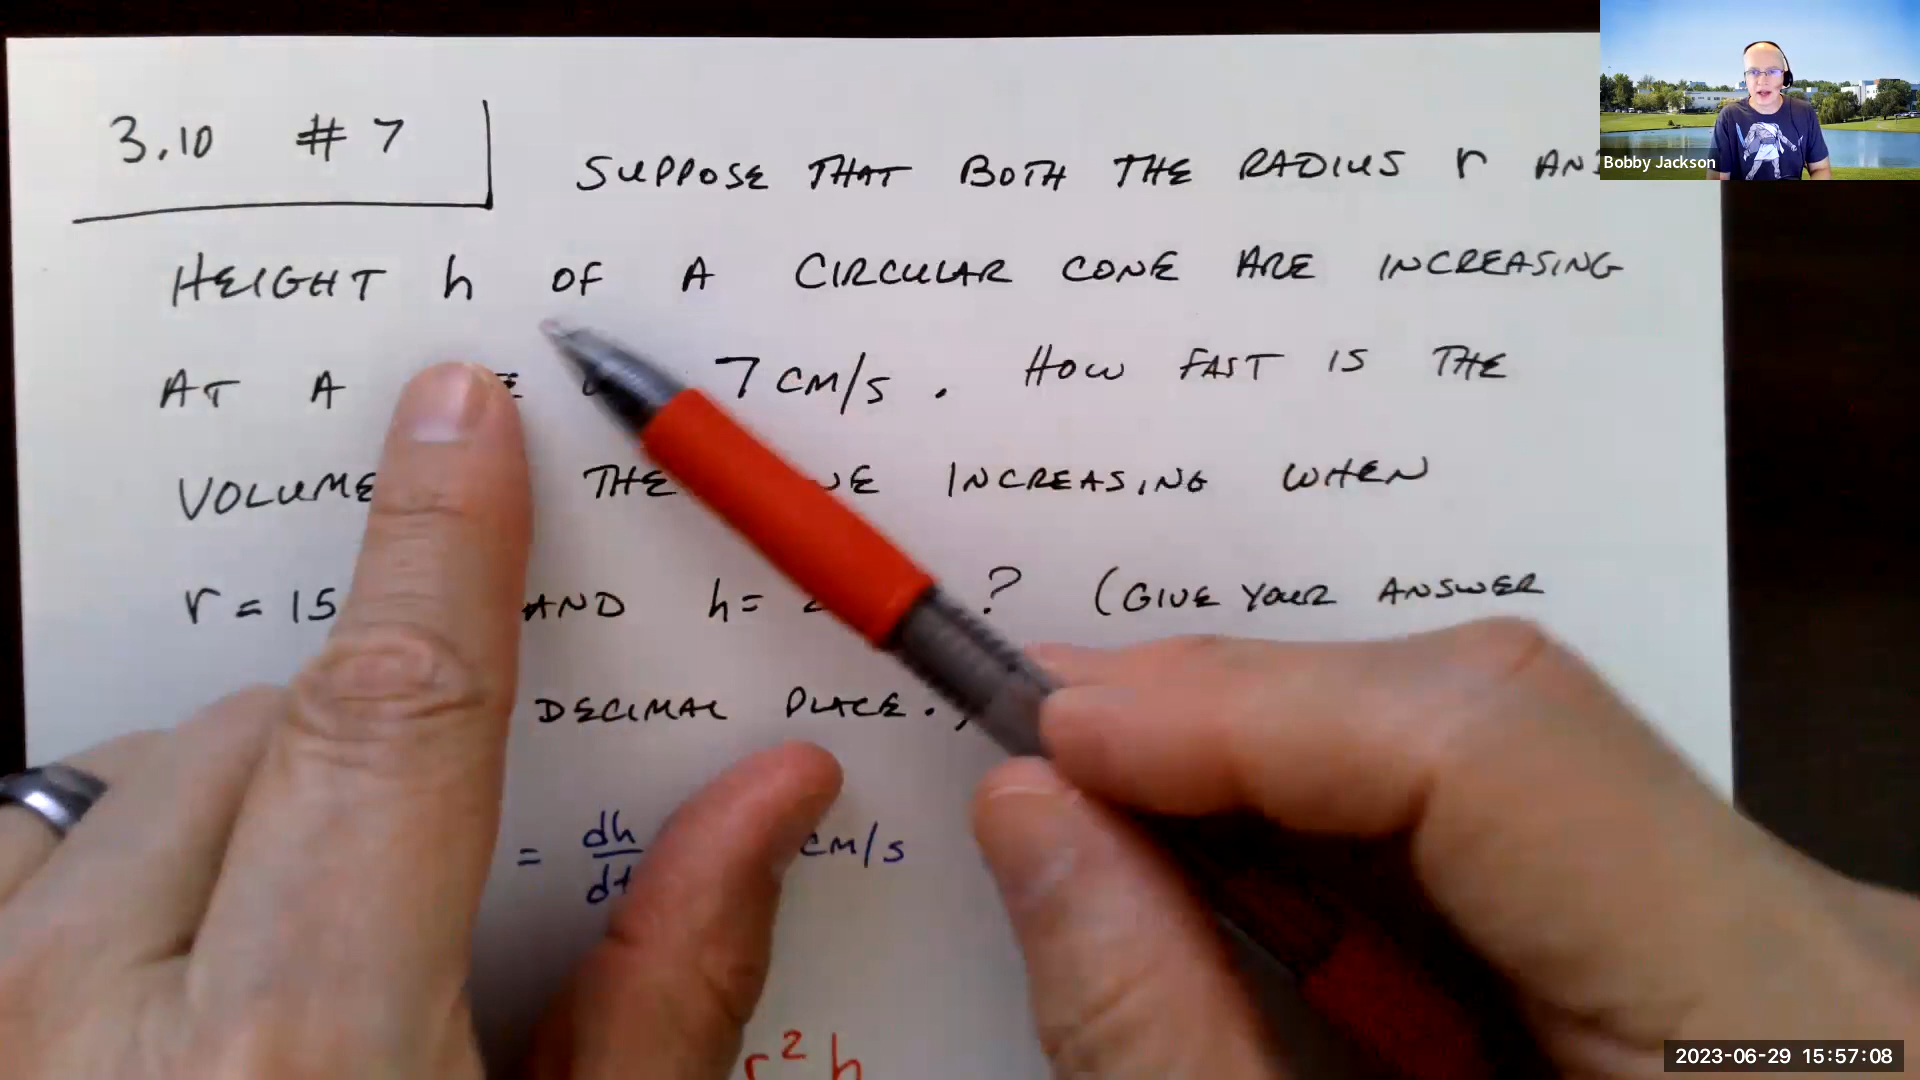 3.10 # 7
SUPPOSE THAT BOTH THE RADIUS r AND
Bobby Jackson
HEIGHT h OF A CIRCULAR CONE ARE INCREASING
AT A 7 CM/S. HOW FAST IS THE
VOLUME THE INCREASING WHEN
r = 15 AND h = ? (GIVE YOUR ANSWER
DECIMAL PLACE.)
= dh/dt cm/s
r² h
2023-06-29 15:57:08